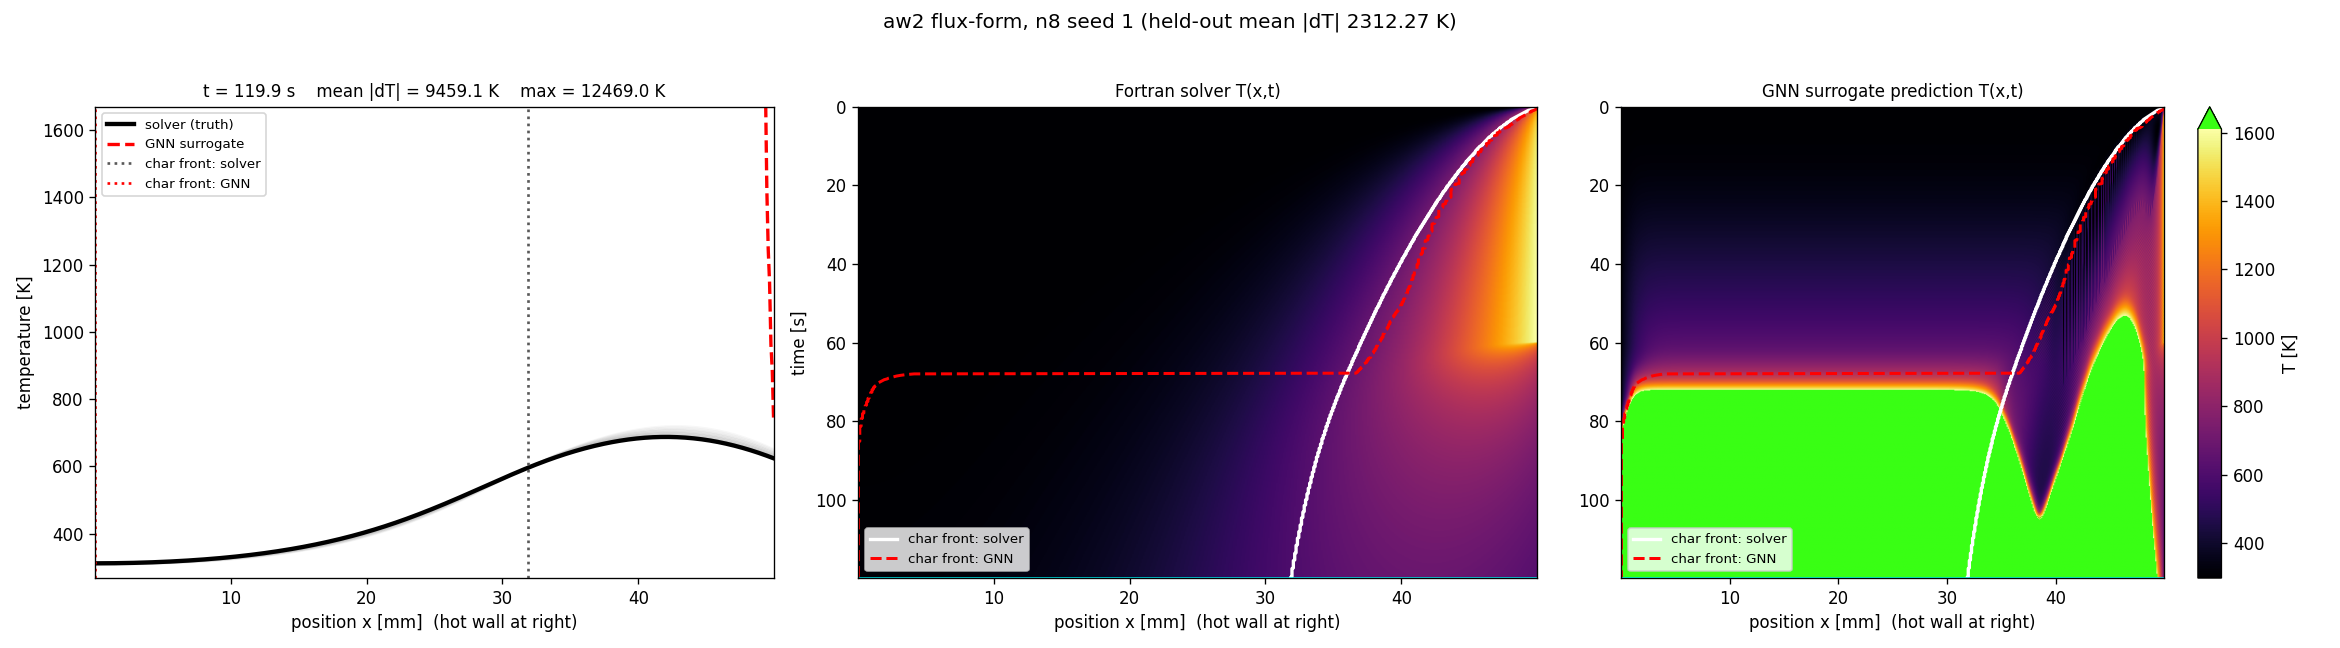 aw2 flux-form, n8 seed 1 (held-out mean |dT| 2312.27 K)
t = 119.9 s    mean |dT| = 9459.1 K    max = 12469.0 K
solver (truth)
GNN surrogate
char front: solver
char front: GNN
1600
1400
1200
1000
800
600
400
temperature [K]
10
20
30
40
position x [mm]  (hot wall at right)
Fortran solver T(x,t)
0
20
40
60
80
100
time [s]
char front: solver
char front: GNN
10
20
30
40
position x [mm]  (hot wall at right)
GNN surrogate prediction T(x,t)
0
20
40
60
80
100
char front: solver
char front: GNN
10
20
30
40
position x [mm]  (hot wall at right)
1600
1400
1200
1000
800
600
400
T [K]